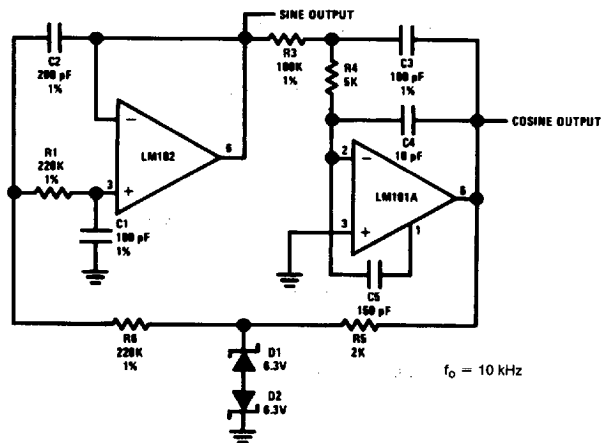 SINE OUTPUT
C2
200 pF
1%
R3
100K
1%
R4
5K
C3
100 pF
1%
C4
10 pF
COSINE OUTPUT
LM102
6
R1
220K
1%
3
C1
100 pF
1%
2
LM101A
6
3
1
C5
150 pF
R6
220K
1%
R5
2K
D1
6.3V
D2
6.3V
fo = 10 kHz